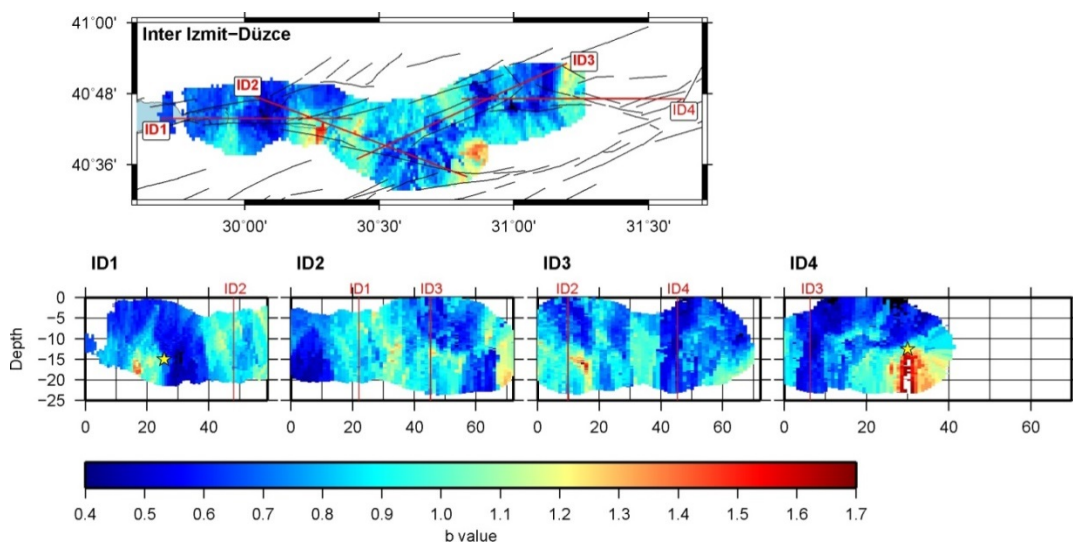 41°00'
Inter Izmit−Düzce
ID3
40°48'
ID2
ID1
ID4
40°36'
30°00' 30°30' 31°00' 31°30'
ID1 ID2 ID3 ID4
ID2 ID1 ID3 ID2 ID4 ID3
0
−5
−10
−15
−20
−25
Depth
0 20 40 0 20 40 60 0 20 40 60 0 20 40 60
0.4 0.5 0.6 0.7 0.8 0.9 1.0 1.1 1.2 1.3 1.4 1.5 1.6 1.7
b value